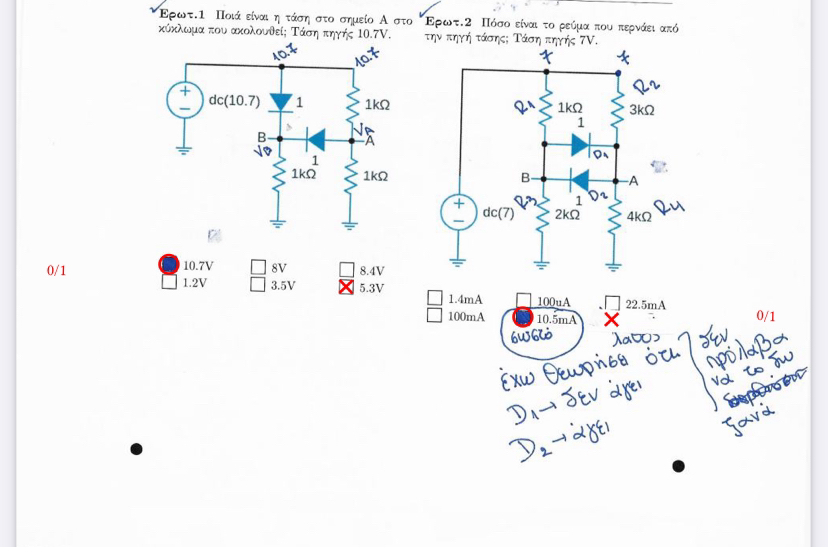 Ερωτ.1 Ποιά είναι η τάση στο σημείο Α στο
κύκλωμα που ακολουθεί; Τάση πηγής 10.7V.
10.7
10.7
dc(10.7)
1
1kΩ
B
VB
VA
A
1
1kΩ
1kΩ
0/1
10.7V
8V
8.4V
1.2V
3.5V
5.3V
Ερωτ.2 Πόσο είναι το ρεύμα που περνάει από
την πηγή τάσης; Τάση πηγής 7V.
7
7
R1
1kΩ
R2
3kΩ
1
D1
B
A
1
D2
R3
2kΩ
dc(7)
4kΩ
R4
1.4mA
100uA
22.5mA
100mA
10.5mA
0/1
σωστό
λάθος
έχω θεωρήσει ότι
D1→ δεν άγει
D2→ άγει
δεν
πρόλαβα
να το δω
ξανά